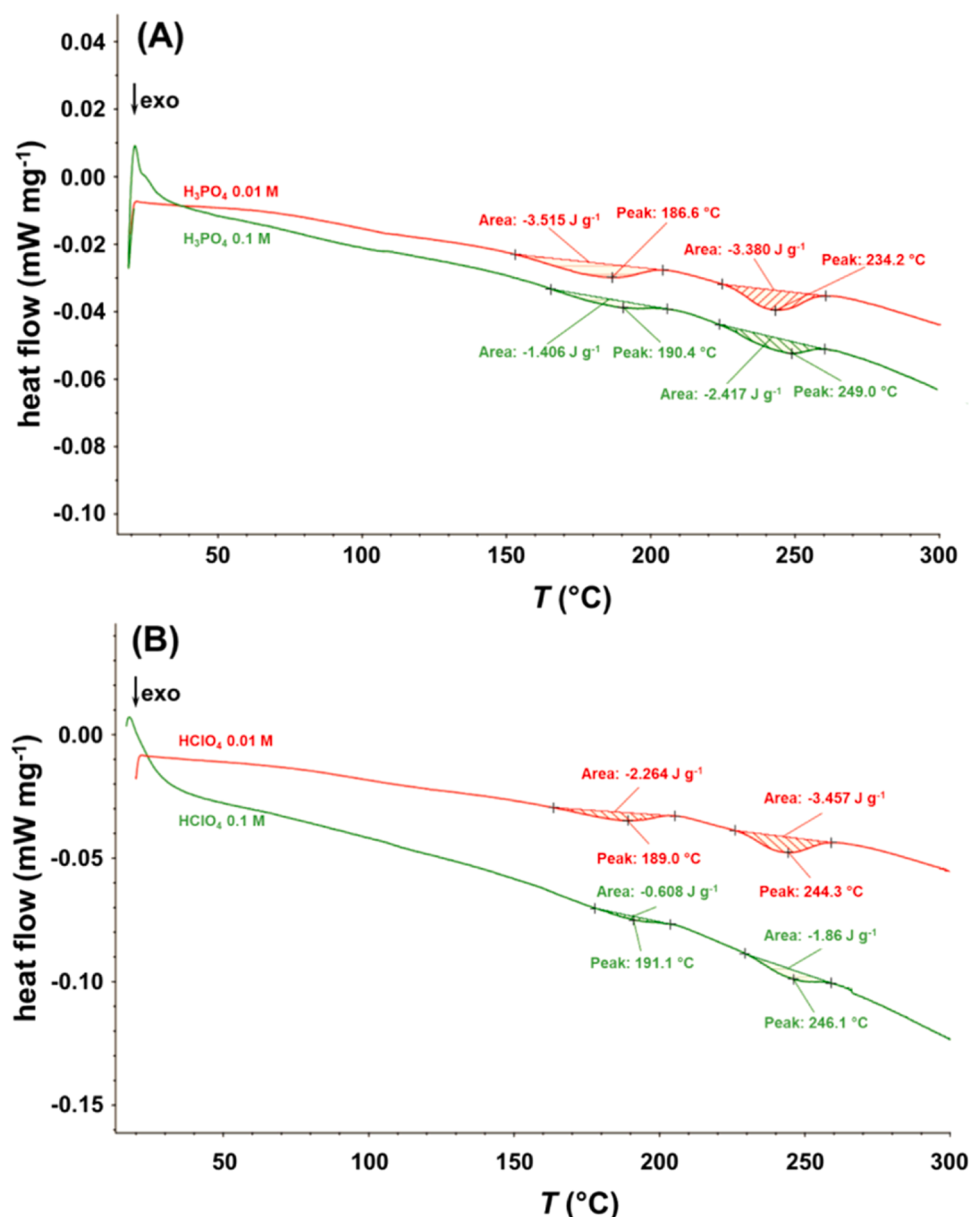 (A)
0.04
0.02
0.00
-0.02
-0.04
-0.06
-0.08
-0.10
heat flow (mW mg⁻¹)
exo
H₃PO₄ 0.01 M
H₃PO₄ 0.1 M
Area: -3.515 J g⁻¹
Peak: 186.6 °C
Area: -3.380 J g⁻¹
Peak: 234.2 °C
Area: -1.406 J g⁻¹
Peak: 190.4 °C
Area: -2.417 J g⁻¹
Peak: 249.0 °C
50 100 150 200 250 300
T (°C)
(B)
0.00
-0.05
-0.10
-0.15
heat flow (mW mg⁻¹)
exo
HClO₄ 0.01 M
HClO₄ 0.1 M
Area: -2.264 J g⁻¹
Peak: 189.0 °C
Area: -3.457 J g⁻¹
Peak: 244.3 °C
Area: -0.608 J g⁻¹
Peak: 191.1 °C
Area: -1.86 J g⁻¹
Peak: 246.1 °C
50 100 150 200 250 300
T (°C)